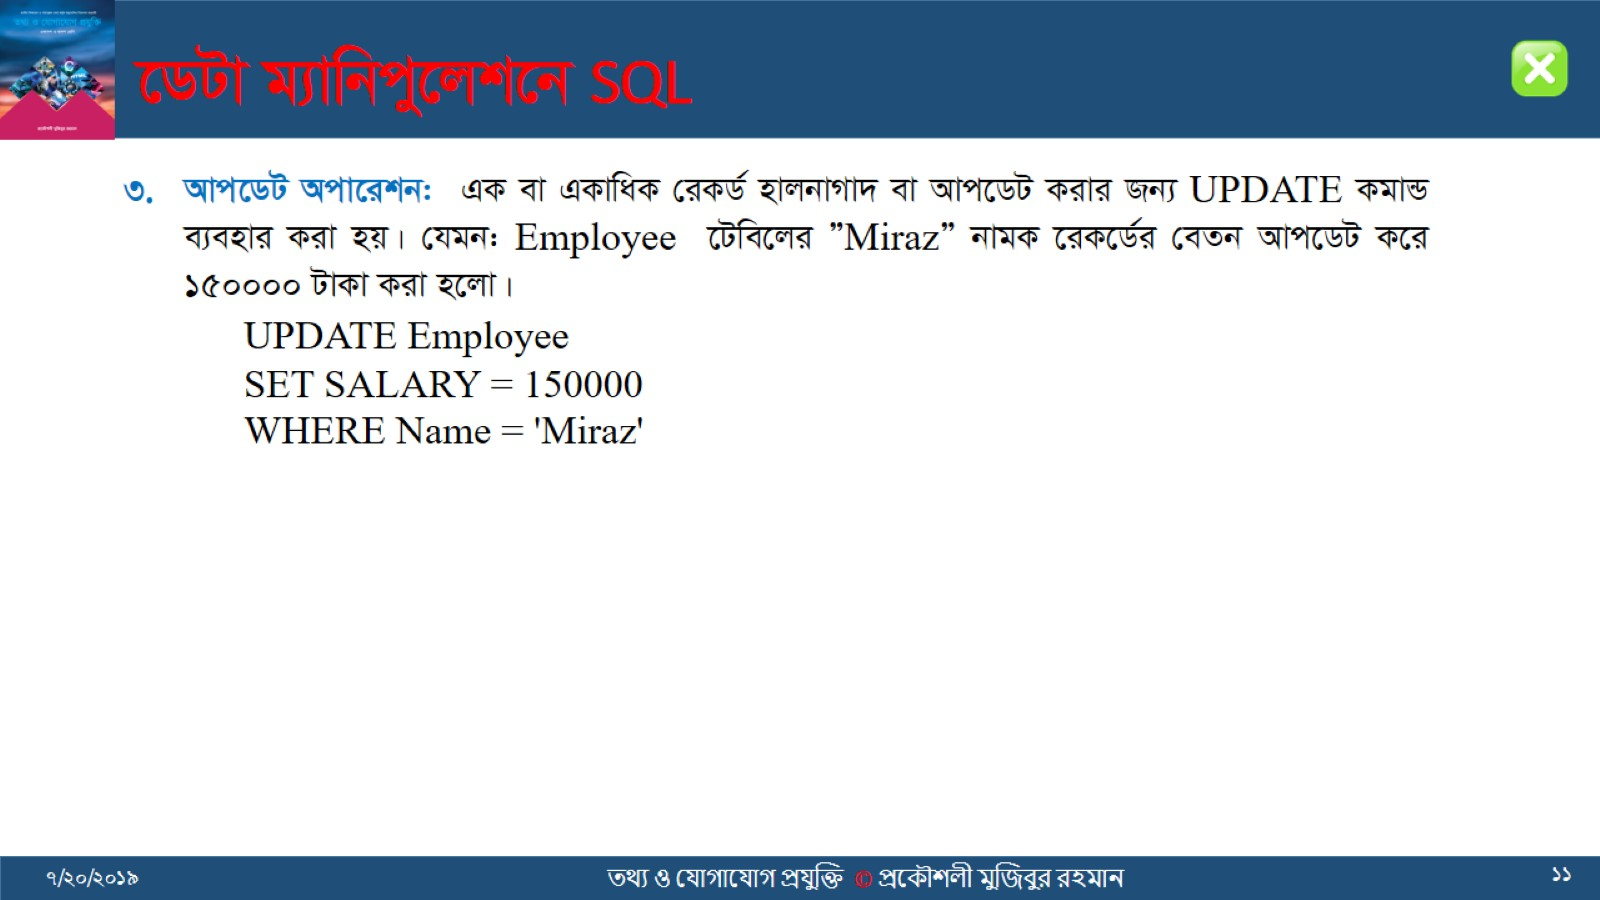 তথ্য ও যোগাযোগ প্রযুক্তি
ডেটা ম্যানিপুলেশনে SQL
৩. আপডেট অপারেশন: এক বা একাধিক রেকর্ড হালনাগাদ বা আপডেট করার জন্য UPDATE কমান্ড
ব্যবহার করা হয়। যেমন: Employee টেবিলের ”Miraz” নামক রেকর্ডের বেতন আপডেট করে
১৫০০০০ টাকা করা হলো।
UPDATE Employee
SET SALARY = 150000
WHERE Name = 'Miraz'
৭/২০/২০১৯
তথ্য ও যোগাযোগ প্রযুক্তি © প্রকৌশলী মুজিবুর রহমান
১১